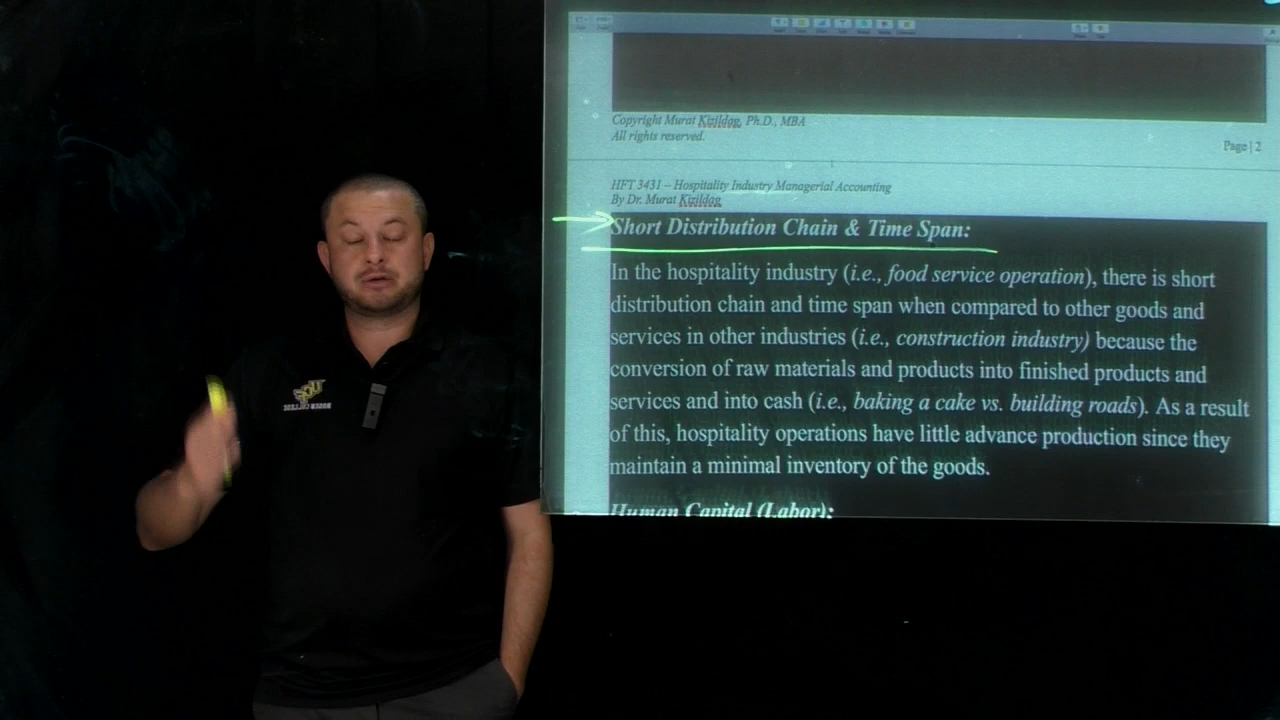 Copyright Murat Kizildag, Ph.D., MBA
All rights reserved.
Page | 2
HFT 3431 – Hospitality Industry Managerial Accounting
By Dr. Murat Kizildag
Short Distribution Chain & Time Span:
In the hospitality industry (i.e., food service operation), there is short
distribution chain and time span when compared to other goods and
services in other industries (i.e., construction industry) because the
conversion of raw materials and products into finished products and
services and into cash (i.e., baking a cake vs. building roads). As a result
of this, hospitality operations have little advance production since they
maintain a minimal inventory of the goods.
Human Capital (Labor):
UCF
ROSEN COLLEGE